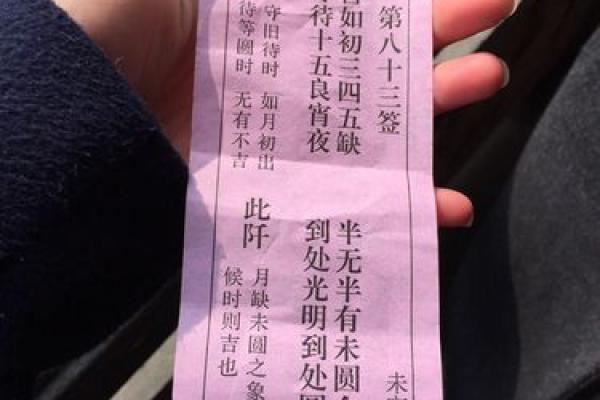 第八十三签
未
如初三四五缺 半无半有未圆
待十五良宵夜 到处光明到处
守旧待时 如月初出
待等圆时 无有不吉
此阡
月缺未圆之象
候时则吉也